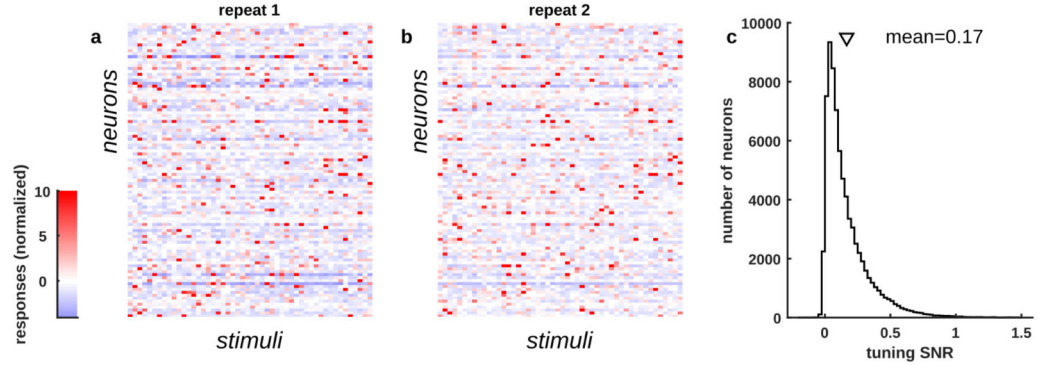 repeat 1
repeat 2
a
b
c
mean=0.17
neurons
neurons
number of neurons
10000
8000
6000
4000
2000
0
responses (normalized)
10
5
0
stimuli
stimuli
0
0.5
1
1.5
tuning SNR